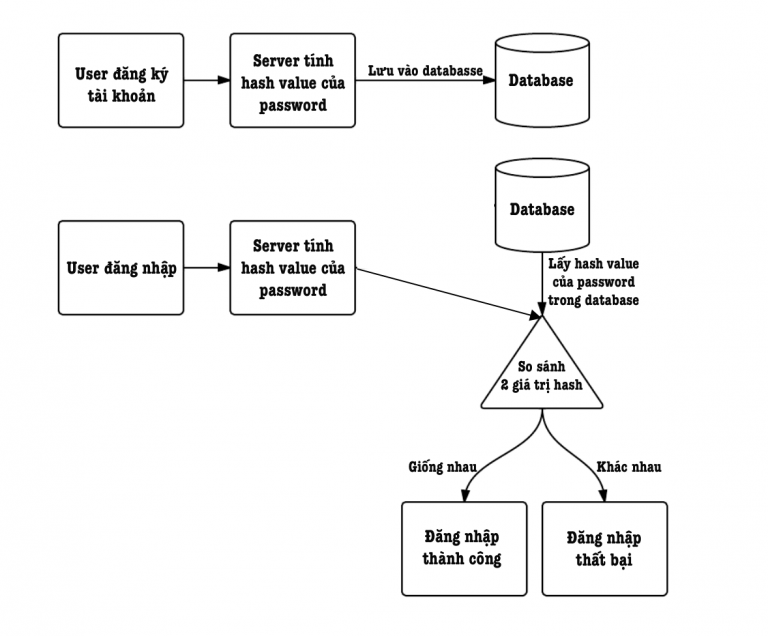 User đăng ký
tài khoản
Server tính
hash value của
password
Lưu vào databasse
Database
Database
User đăng nhập
Server tính
hash value của
password
Lấy hash value
của password
trong database
So sánh
2 giá trị hash
Giống nhau
Khác nhau
Đăng nhập
thành công
Đăng nhập
thất bại